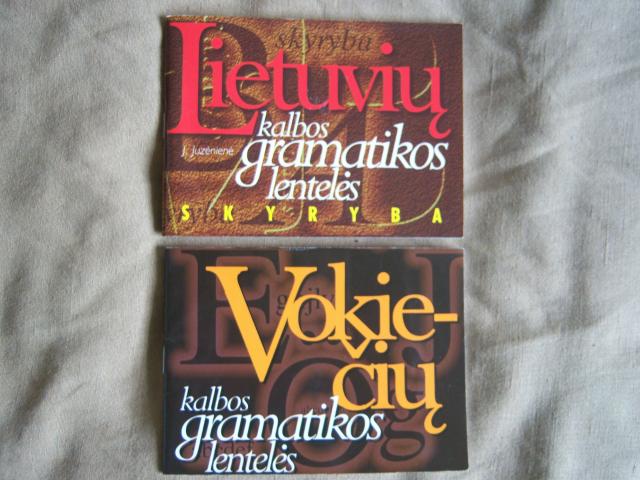 skyryba
Lietuvių
kalbos
J. Juzėnienė
gramatikos
lentelės
SKYRYBA
Vokie-
čių
kalbos
gramatikos
lentelės